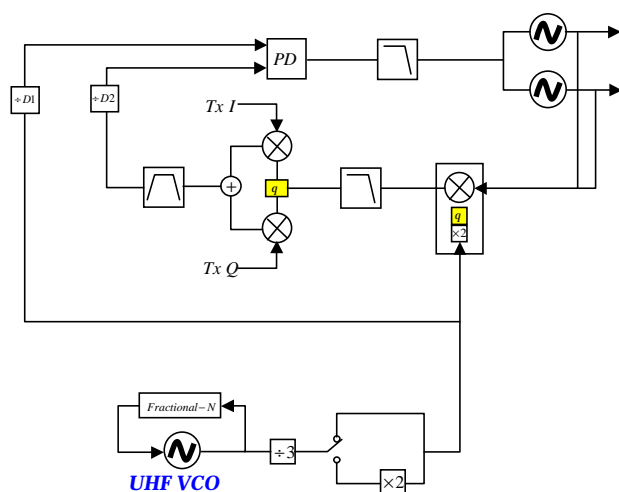 PD
÷D1
÷D2
Tx I
+
q
q
×2
Tx Q
Fractional-N
÷3
×2
UHF VCO